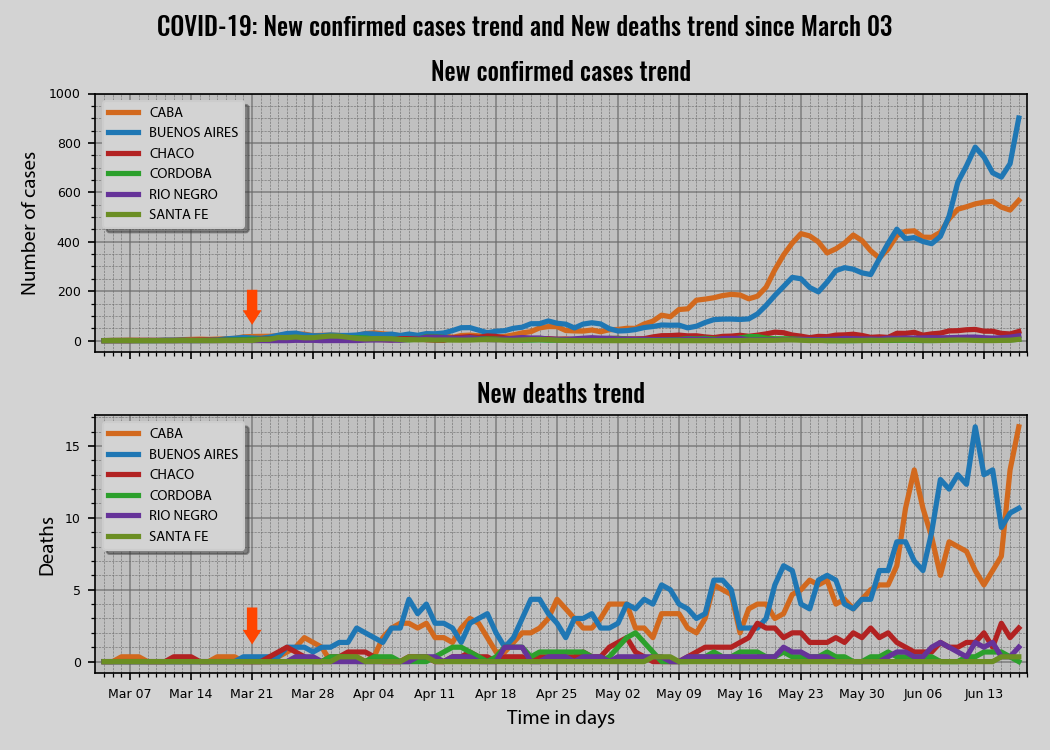 COVID-19: New confirmed cases trend and New deaths trend since March 03
New confirmed cases trend
Number of cases
1000
800
600
400
200
0
CABA
BUENOS AIRES
CHACO
CORDOBA
RIO NEGRO
SANTA FE
New deaths trend
Deaths
15
10
5
0
CABA
BUENOS AIRES
CHACO
CORDOBA
RIO NEGRO
SANTA FE
Mar 07 Mar 14 Mar 21 Mar 28 Apr 04 Apr 11 Apr 18 Apr 25 May 02 May 09 May 16 May 23 May 30 Jun 06 Jun 13
Time in days